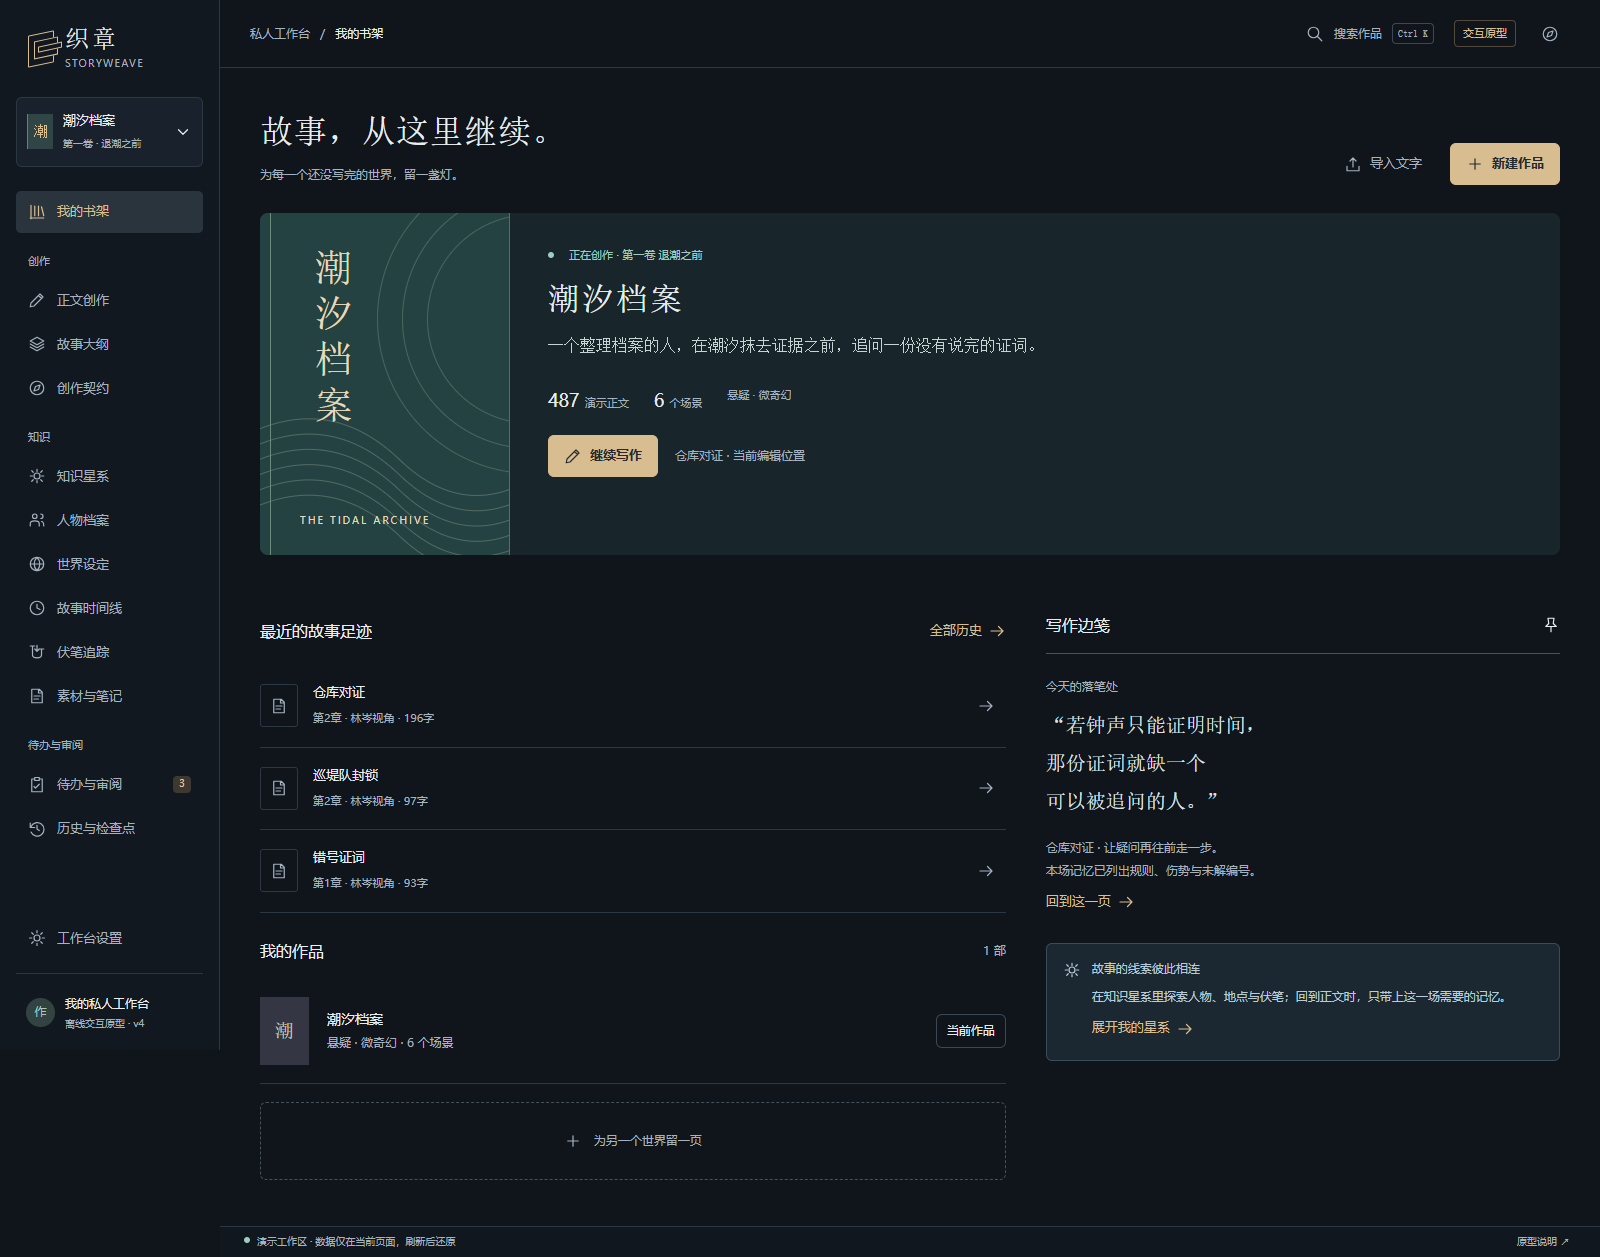 织章
STORYWEAVE
潮
潮汐档案
第一卷 · 退潮之前
我的书架
创作
正文创作
故事大纲
创作契约
知识
知识星系
人物档案
世界设定
故事时间线
伏笔追踪
素材与笔记
待办与审阅
待办与审阅
3
历史与检查点
工作台设置
作
我的私人工作台
离线交互原型 · v4
私人工作台 / 我的书架
搜索作品
Ctrl K
交互原型
故事，从这里继续。
为每一个还没写完的世界，留一盏灯。
导入文字
新建作品
潮汐档案
THE TIDAL ARCHIVE
正在创作 · 第一卷 退潮之前
潮汐档案
一个整理档案的人，在潮汐抹去证据之前，追问一份没有说完的证词。
487 演示正文
6 个场景
悬疑 · 微奇幻
继续写作
仓库对证 · 当前编辑位置
最近的故事足迹
全部历史
仓库对证
第2章 · 林岑视角 · 196字
巡堤队封锁
第2章 · 林岑视角 · 97字
错号证词
第1章 · 林岑视角 · 93字
我的作品
1 部
潮
潮汐档案
悬疑 · 微奇幻 · 6 个场景
当前作品
为另一个世界留一页
写作边笺
今天的落笔处
“若钟声只能证明时间，
那份证词就缺一个
可以被追问的人。”
仓库对证 · 让疑问再往前走一步。
本场记忆已列出规则、伤势与未解编号。
回到这一页
故事的线索彼此相连
在知识星系里探索人物、地点与伏笔；回到正文时，只带上这一场需要的记忆。
展开我的星系
演示工作区 · 数据仅在当前页面，刷新后还原
原型说明 ↗